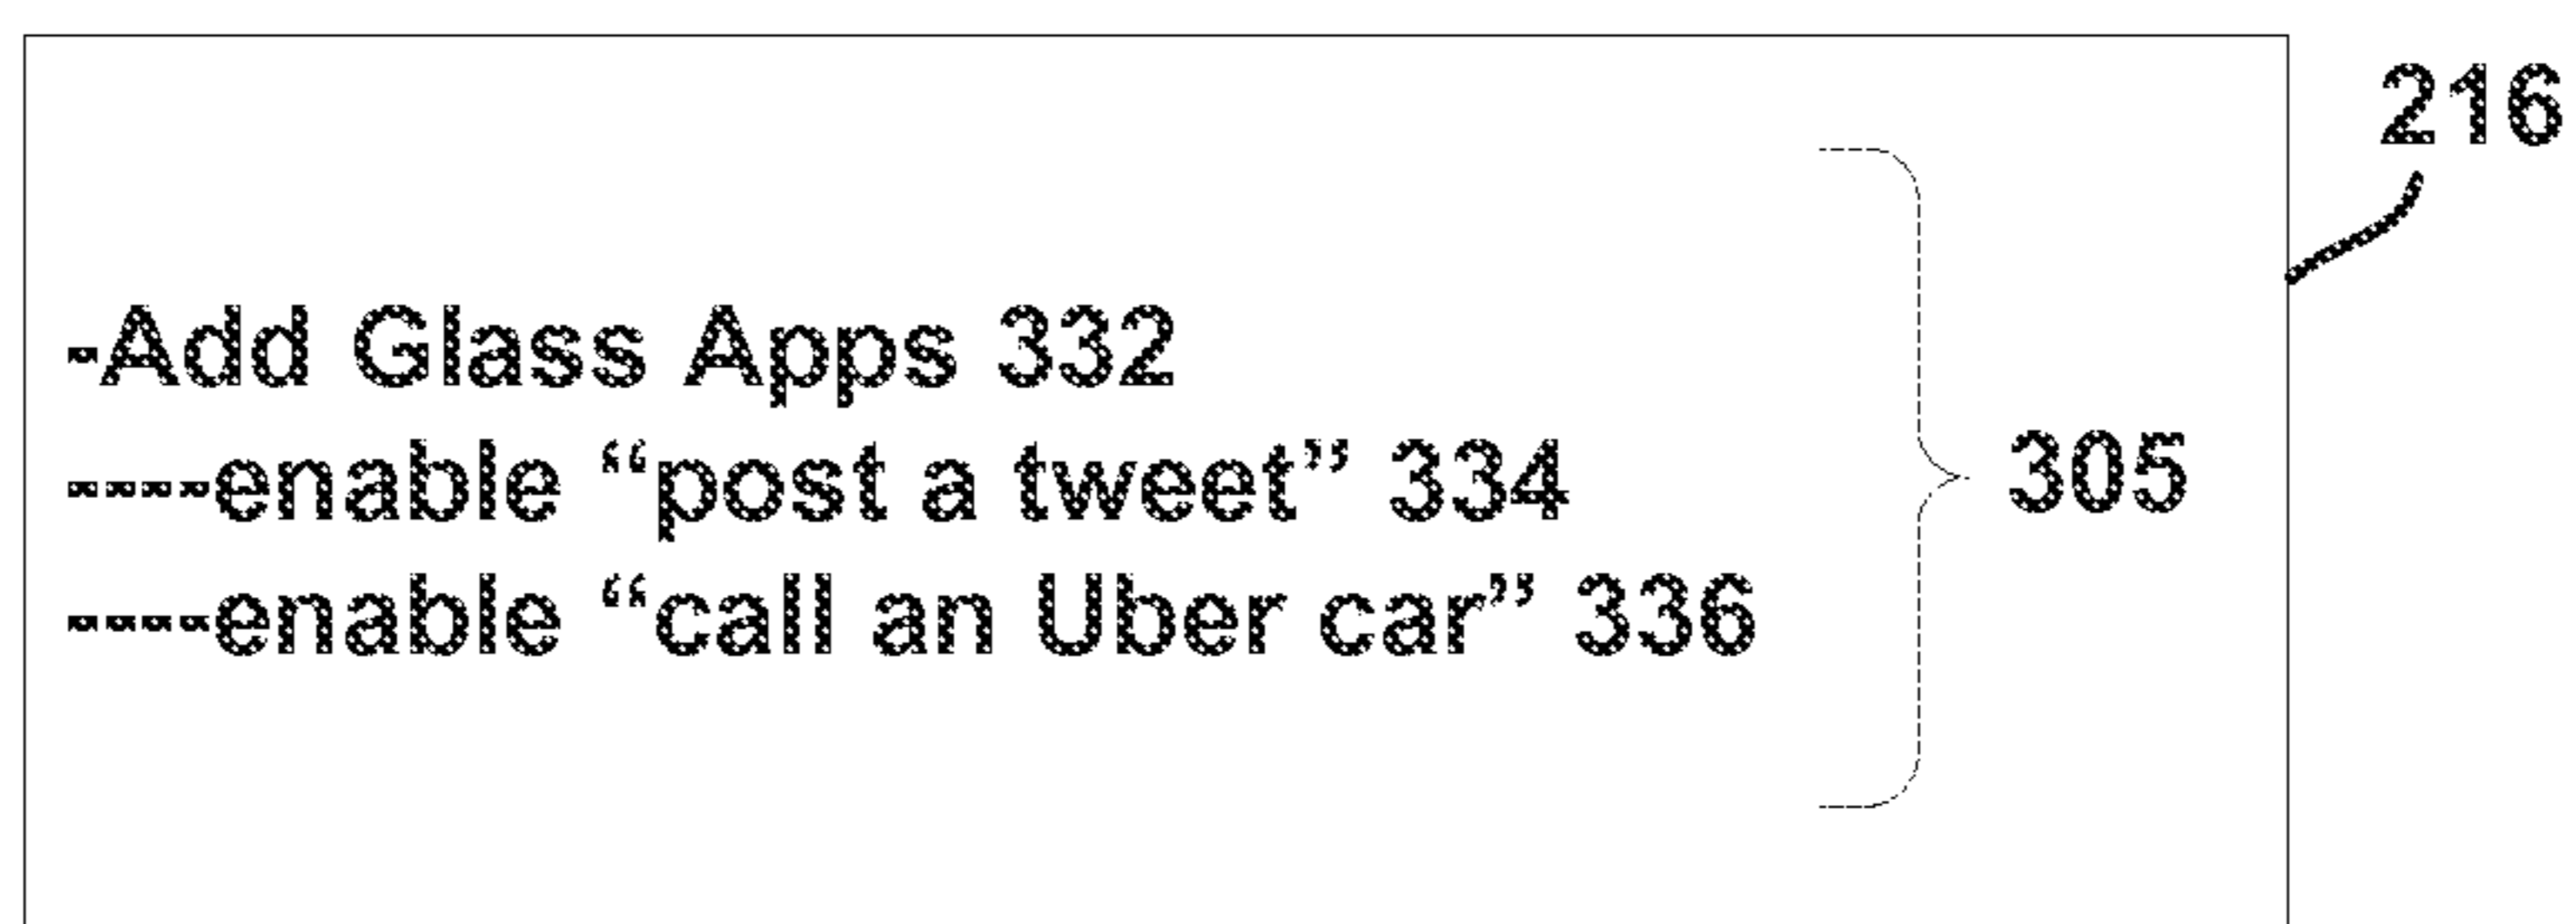 216
-Add Glass Apps 332
----enable “post a tweet” 334
305
----enable “call an Uber car” 336